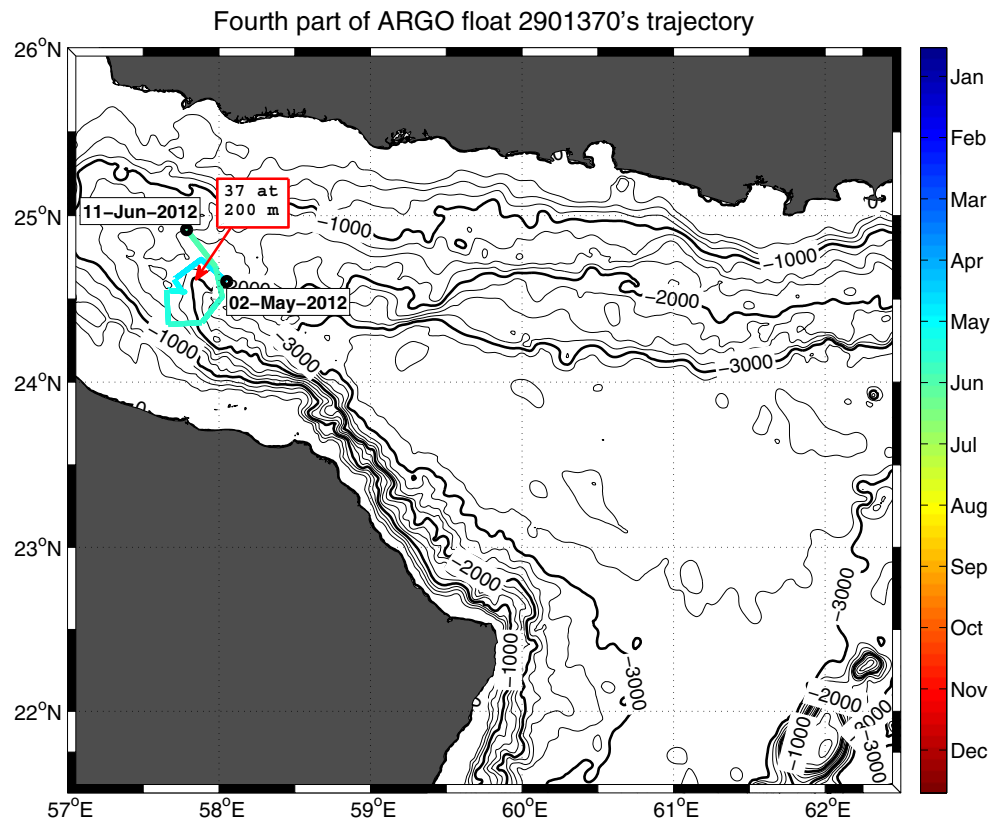 Fourth part of ARGO float 2901370's trajectory
26°N
25°N
24°N
23°N
22°N
57°E
58°E
59°E
60°E
61°E
62°E
37 at
200 m
11−Jun−2012
02−May−2012
−1000
−1000
−2000
−3000
−1000
−3000
−2000
−1000
−3000
−3000
−2000
−1000
−3000
−3000
Jan
Feb
Mar
Apr
May
Jun
Jul
Aug
Sep
Oct
Nov
Dec